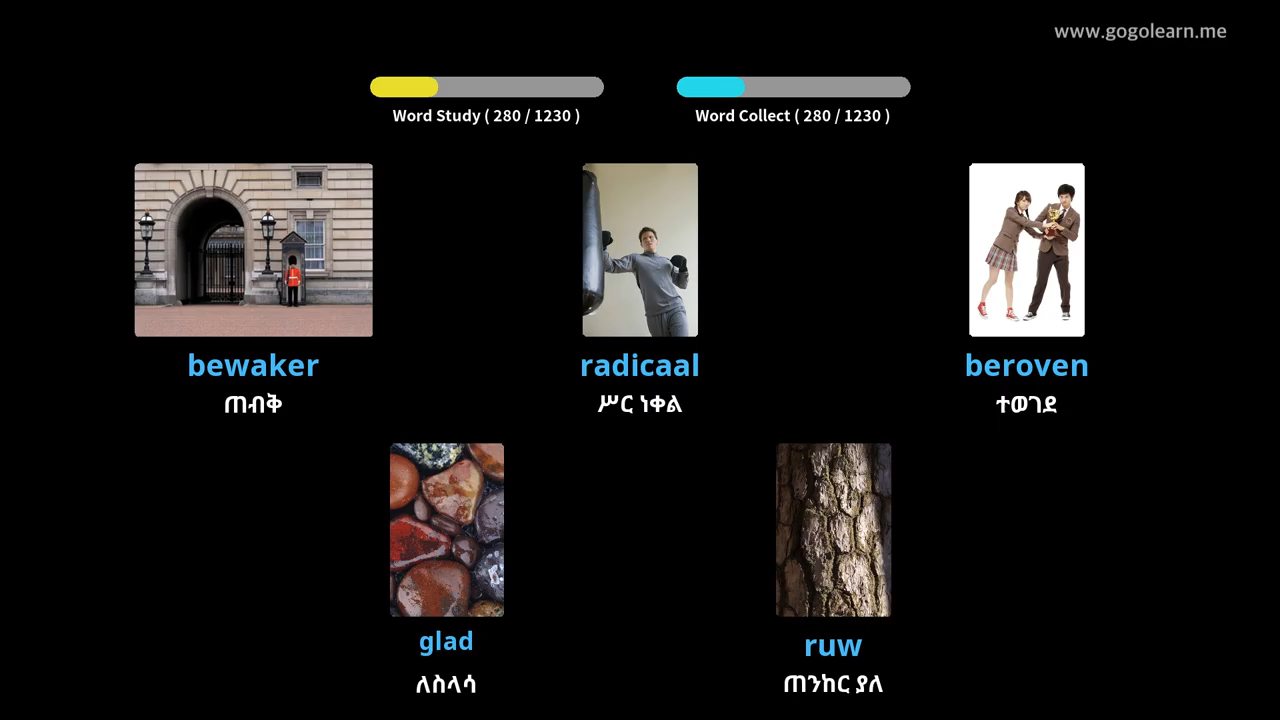 www.gogolearn.me
Word Study ( 280 / 1230 )
Word Collect ( 280 / 1230 )
bewaker
radicaal
beroven
ጠብቅ
ሥር ነቀል
ተወገደ
glad
ruw
ለስላሳ
ጠንከር ያለ